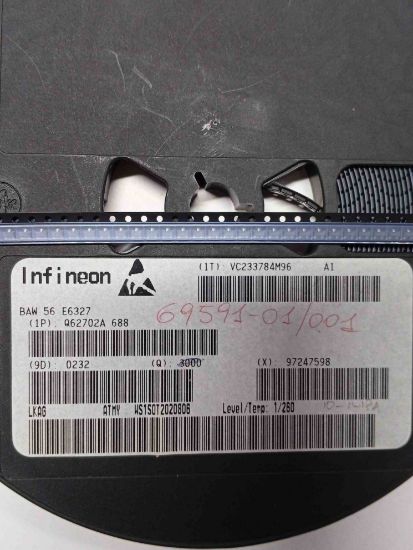 Infineon
(1T): VC233784M96 AI
BAW 56 E6327
(1P): Q62702A 688
69591-01/001
(9D): 0232 (Q): 3000 (X): 97247598
LKAG ATMY WS1SOT2020806 Level/Temp: 1/260